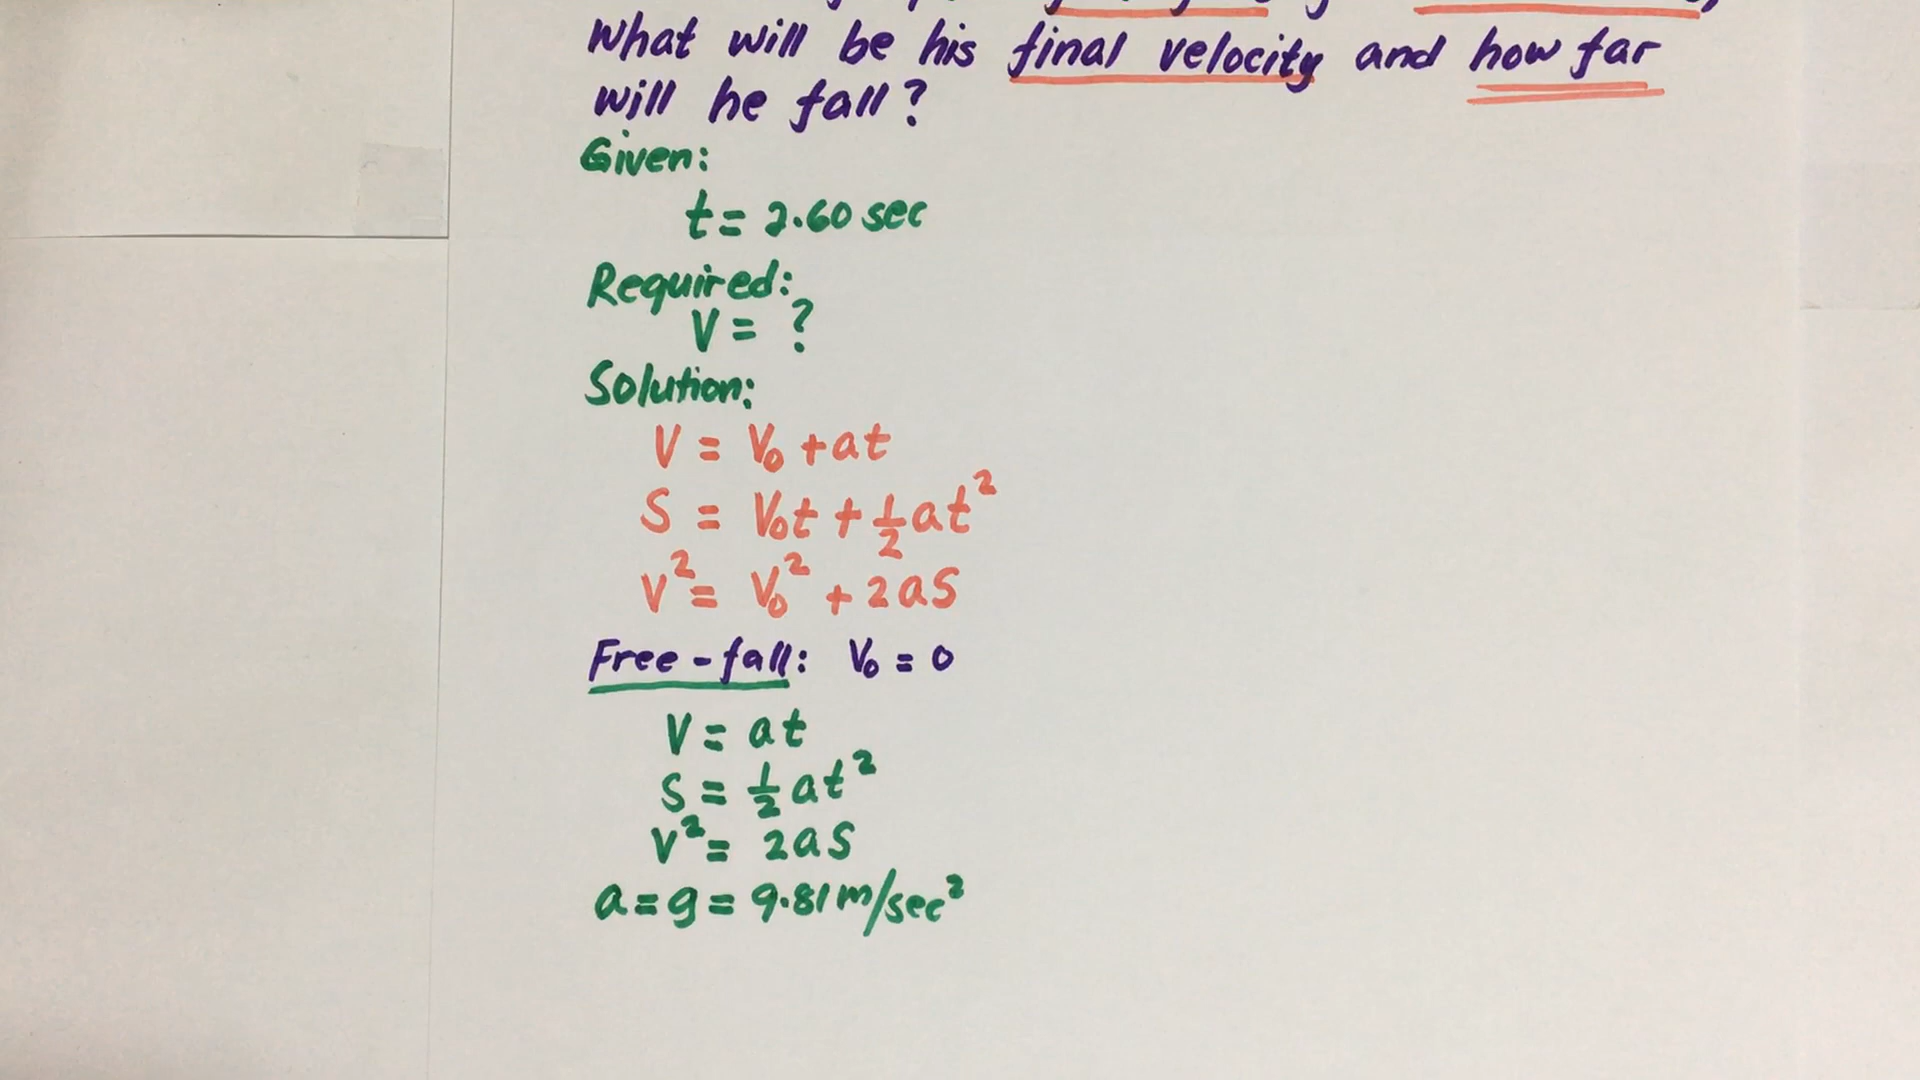 What will be his final velocity and how far
will he fall?
Given:
t = 2.60 sec
Required:
V = ?
Solution:
V = V₀ + at
S = V₀t + ½at²
V² = V₀² + 2aS
Free-fall: V₀ = 0
V = at
S = ½at²
V² = 2aS
a = g = 9.81 m/sec²